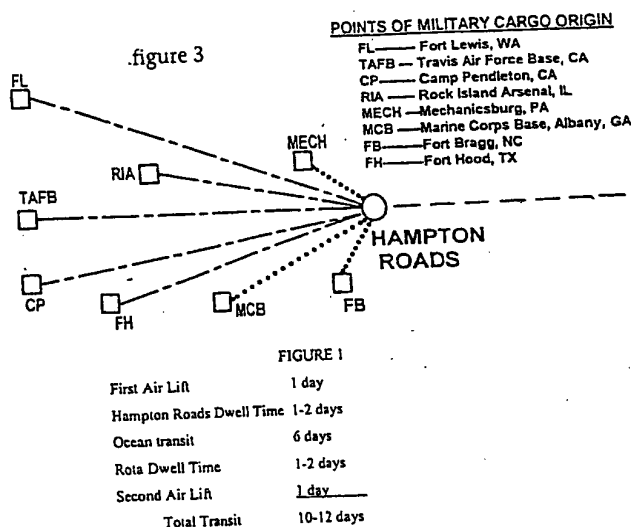 POINTS OF MILITARY CARGO ORIGIN
FL—— Fort Lewis, WA
TAFB — Travis Air Force Base, CA
CP—— Camp Pendleton, CA
RIA —— Rock Island Arsenal, IL
MECH — Mechanicsburg, PA
MCB —Marine Corps Base, Albany, GA
FB—— Fort Bragg, NC
FH——Fort Hood, TX
.figure 3
FL
MECH
RIA
TAFB
HAMPTON
ROADS
CP
FH
MCB
FB
FIGURE 1
First Air Lift 1 day
Hampton Roads Dwell Time 1-2 days
Ocean transit 6 days
Rota Dwell Time 1-2 days
Second Air Lift 1 day
Total Transit 10-12 days